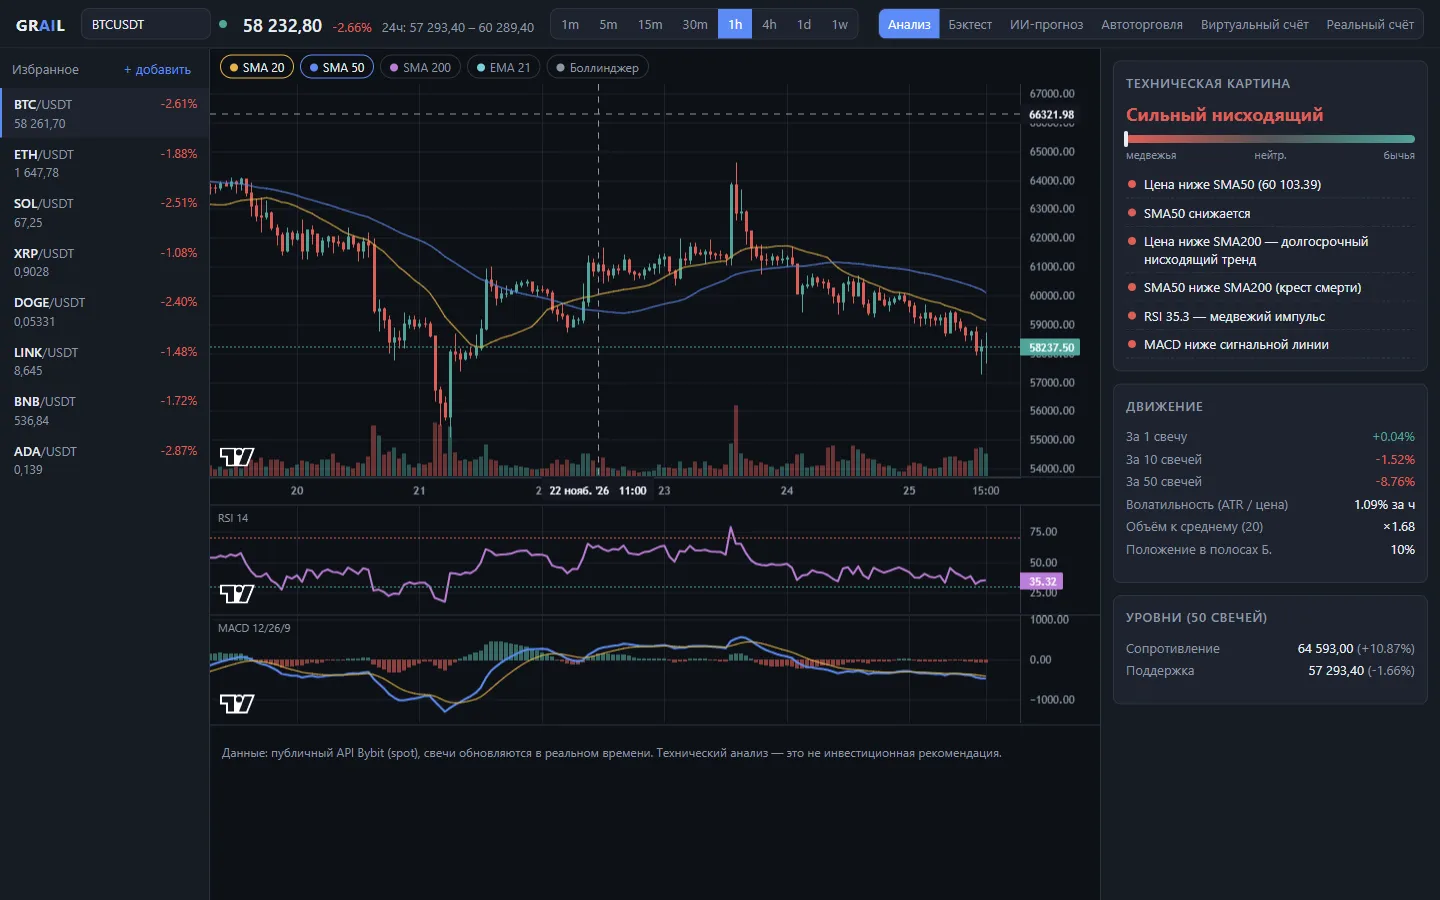 GRAIL
BTCUSDT
58 232,80 -2.66% 24ч: 57 293,40 – 60 289,40
1m 5m 15m 30m 1h 4h 1d 1w
Анализ Бэктест ИИ-прогноз Автоторговля Виртуальный счёт Реальный счёт
Избранное + добавить
BTC/USDT -2.61%
58 261,70
ETH/USDT -1.88%
1 647,78
SOL/USDT -2.51%
67,25
XRP/USDT -1.08%
0,9028
DOGE/USDT -2.40%
0,05331
LINK/USDT -1.48%
8,645
BNB/USDT -1.72%
536,84
ADA/USDT -2.87%
0,139
SMA 20 SMA 50 SMA 200 EMA 21 Боллинджер
67000.00
66321.98
65000.00
64000.00
63000.00
62000.00
61000.00
60000.00
59000.00
58237.50
57000.00
56000.00
55000.00
54000.00
20 21 22 нояб. '26 11:00 23 24 25 15:00
RSI 14
75.00
50.00
35.32
25.00
MACD 12/26/9
1000.00
0.00
−1000.00
Данные: публичный API Bybit (spot), свечи обновляются в реальном времени. Технический анализ — это не инвестиционная рекомендация.
ТЕХНИЧЕСКАЯ КАРТИНА
Сильный нисходящий
медвежья нейтр. бычья
Цена ниже SMA50 (60 103.39)
SMA50 снижается
Цена ниже SMA200 — долгосрочный
нисходящий тренд
SMA50 ниже SMA200 (крест смерти)
RSI 35.3 — медвежий импульс
MACD ниже сигнальной линии
ДВИЖЕНИЕ
За 1 свечу +0.04%
За 10 свечей -1.52%
За 50 свечей -8.76%
Волатильность (ATR / цена) 1.09% за ч
Объём к среднему (20) ×1.68
Положение в полосах Б. 10%
УРОВНИ (50 СВЕЧЕЙ)
Сопротивление 64 593,00 (+10.87%)
Поддержка 57 293,40 (-1.66%)